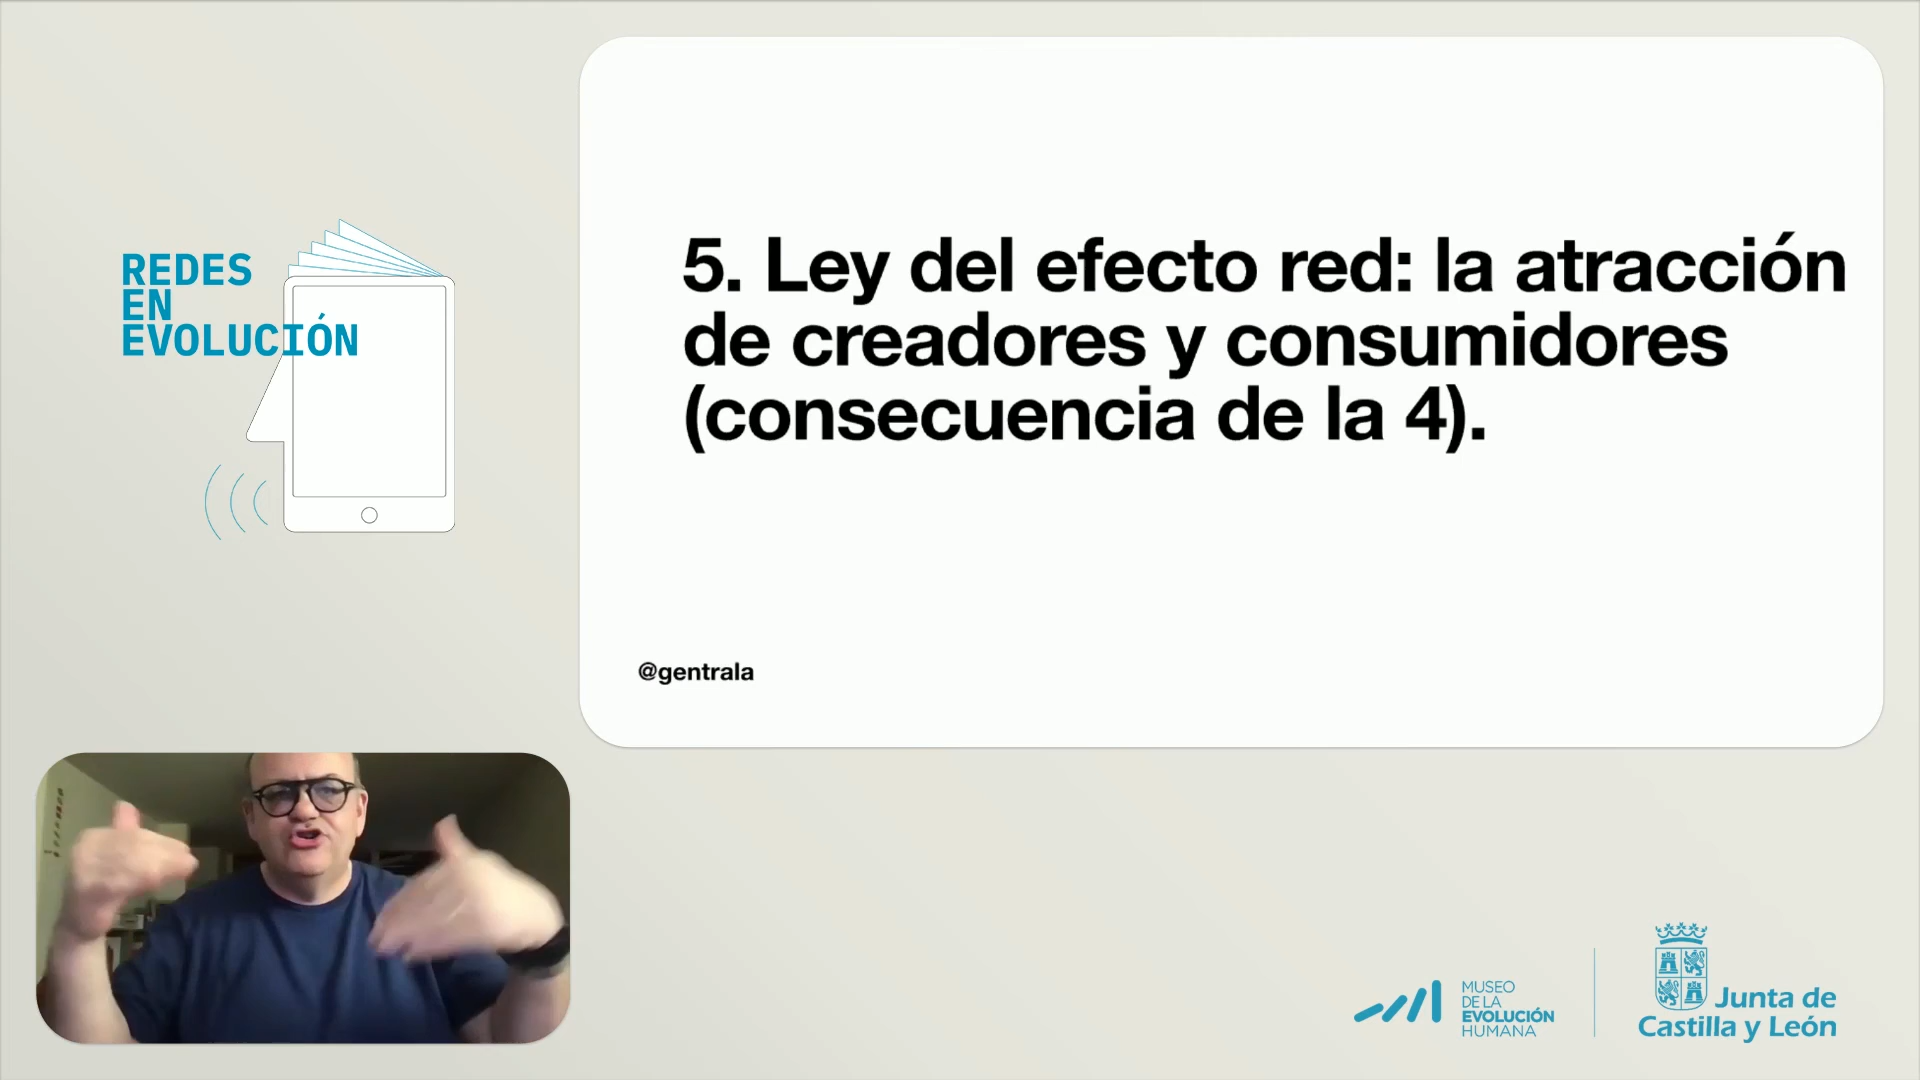 REDES
EN
EVOLUCIÓN
5. Ley del efecto red: la atracción
de creadores y consumidores
(consecuencia de la 4).
@gentrala
MUSEO
DE LA
EVOLUCIÓN
HUMANA
Junta de
Castilla y León